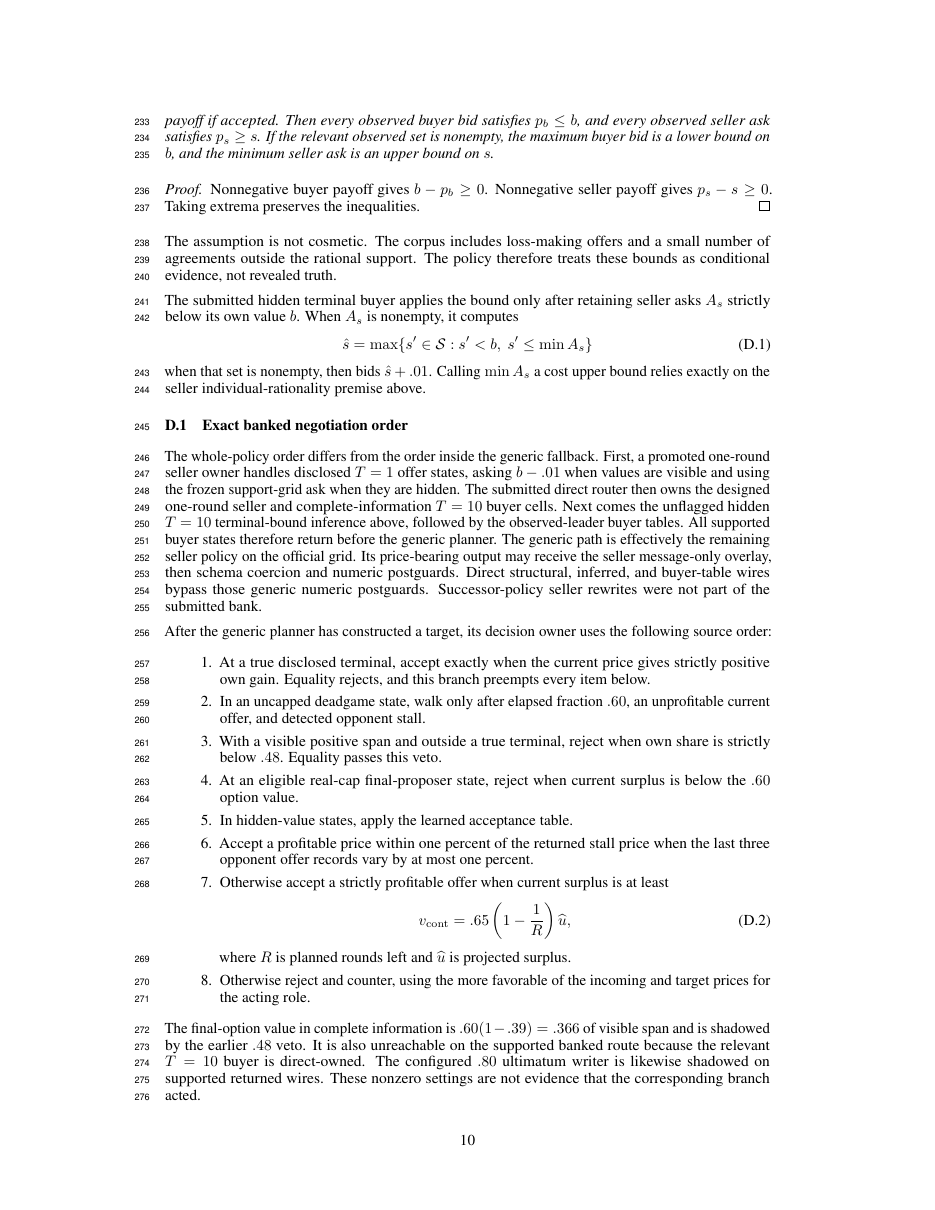 233 payoff if accepted. Then every observed buyer bid satisfies p_b ≤ b, and every observed seller ask
234 satisfies p_s ≥ s. If the relevant observed set is nonempty, the maximum buyer bid is a lower bound on
235 b, and the minimum seller ask is an upper bound on s.
236 Proof. Nonnegative buyer payoff gives b − p_b ≥ 0. Nonnegative seller payoff gives p_s − s ≥ 0.
237 Taking extrema preserves the inequalities. □
238 The assumption is not cosmetic. The corpus includes loss-making offers and a small number of
239 agreements outside the rational support. The policy therefore treats these bounds as conditional
240 evidence, not revealed truth.
241 The submitted hidden terminal buyer applies the bound only after retaining seller asks A_s strictly
242 below its own value b. When A_s is nonempty, it computes
ŝ = max{s′ ∈ S : s′ < b, s′ ≤ min A_s} (D.1)
243 when that set is nonempty, then bids ŝ + .01. Calling min A_s a cost upper bound relies exactly on the
244 seller individual-rationality premise above.
245 D.1 Exact banked negotiation order
246 The whole-policy order differs from the order inside the generic fallback. First, a promoted one-round
247 seller owner handles disclosed T = 1 offer states, asking b − .01 when values are visible and using
248 the frozen support-grid ask when they are hidden. The submitted direct router then owns the designed
249 one-round seller and complete-information T = 10 buyer cells. Next comes the unflagged hidden
250 T = 10 terminal-bound inference above, followed by the observed-leader buyer tables. All supported
251 buyer states therefore return before the generic planner. The generic path is effectively the remaining
252 seller policy on the official grid. Its price-bearing output may receive the seller message-only overlay,
253 then schema coercion and numeric postguards. Direct structural, inferred, and buyer-table wires
254 bypass those generic numeric postguards. Successor-policy seller rewrites were not part of the
255 submitted bank.
256 After the generic planner has constructed a target, its decision owner uses the following source order:
257 1. At a true disclosed terminal, accept exactly when the current price gives strictly positive
258 own gain. Equality rejects, and this branch preempts every item below.
259 2. In an uncapped deadgame state, walk only after elapsed fraction .60, an unprofitable current
260 offer, and detected opponent stall.
261 3. With a visible positive span and outside a true terminal, reject when own share is strictly
262 below .48. Equality passes this veto.
263 4. At an eligible real-cap final-proposer state, reject when current surplus is below the .60
264 option value.
265 5. In hidden-value states, apply the learned acceptance table.
266 6. Accept a profitable price within one percent of the returned stall price when the last three
267 opponent offer records vary by at most one percent.
268 7. Otherwise accept a strictly profitable offer when current surplus is at least
v_cont = .65 (1 − 1/R) û, (D.2)
269 where R is planned rounds left and û is projected surplus.
270 8. Otherwise reject and counter, using the more favorable of the incoming and target prices for
271 the acting role.
272 The final-option value in complete information is .60(1−.39) = .366 of visible span and is shadowed
273 by the earlier .48 veto. It is also unreachable on the supported banked route because the relevant
274 T = 10 buyer is direct-owned. The configured .80 ultimatum writer is likewise shadowed on
275 supported returned wires. These nonzero settings are not evidence that the corresponding branch
276 acted.
10